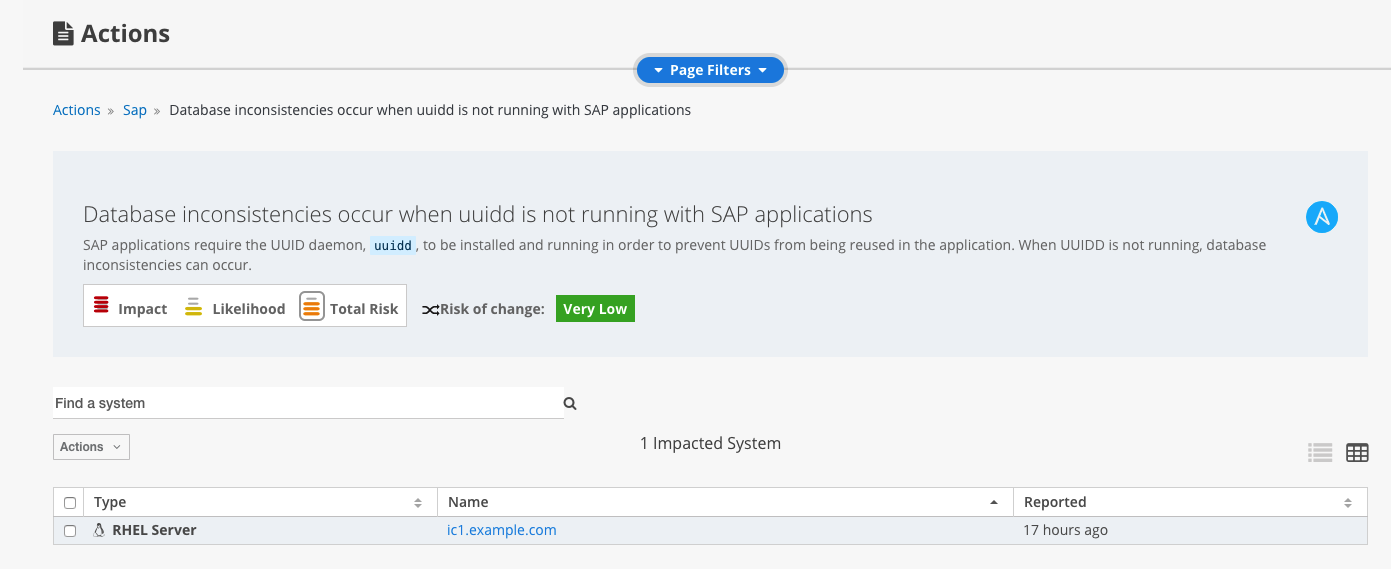 Actions
Page Filters
Actions » Sap » Database inconsistencies occur when uuidd is not running with SAP applications
Database inconsistencies occur when uuidd is not running with SAP applications
SAP applications require the UUID daemon, uuidd, to be installed and running in order to prevent UUIDs from being reused in the application. When UUIDD is not running, database
inconsistencies can occur.
Impact Likelihood Total Risk Risk of change: Very Low
Find a system
Actions
1 Impacted System
Type Name Reported
RHEL Server ic1.example.com 17 hours ago